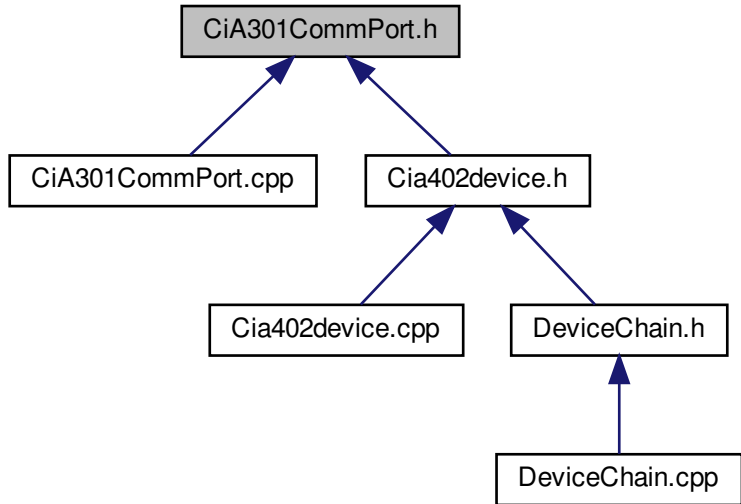 CiA301CommPort.h
CiA301CommPort.cpp
Cia402device.h
Cia402device.cpp
DeviceChain.h
DeviceChain.cpp